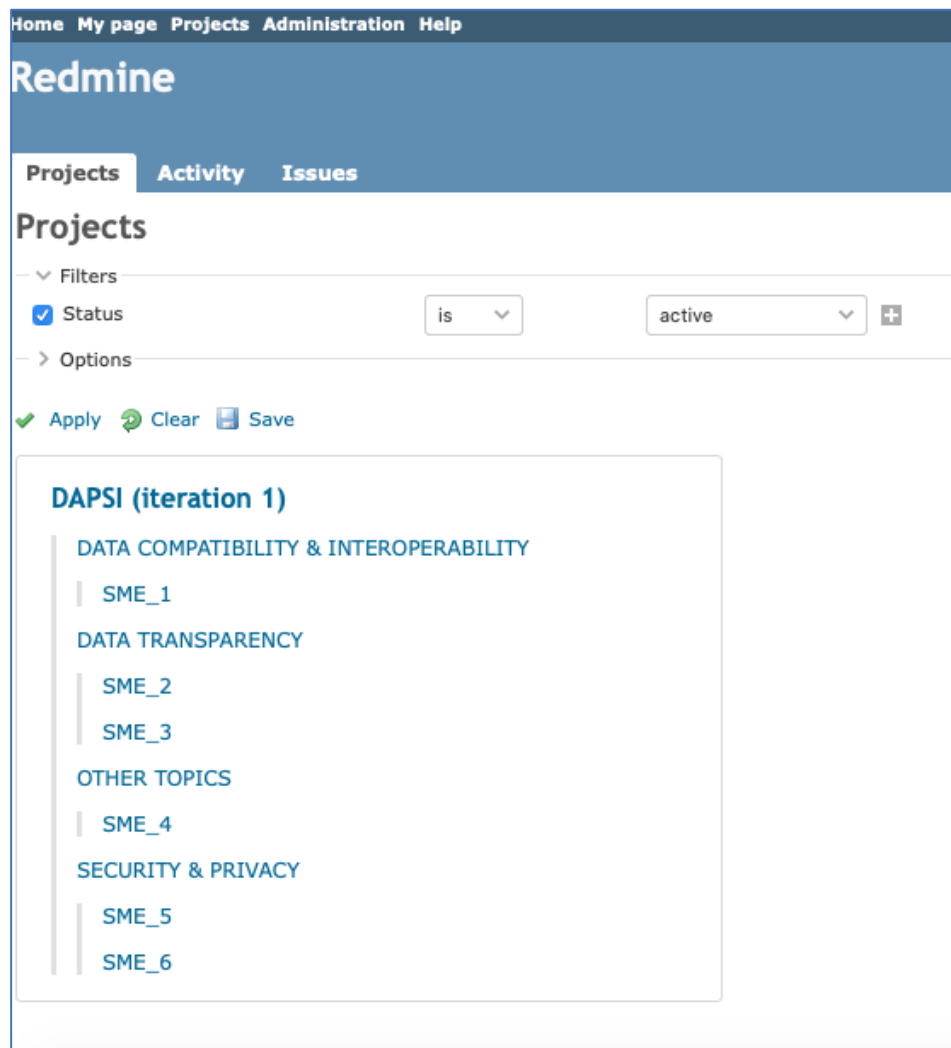 Home My page Projects Administration Help
Redmine
Projects Activity Issues
Projects
Filters
Status is active
Options
Apply Clear Save
DAPSI (iteration 1)
DATA COMPATIBILITY & INTEROPERABILITY
SME_1
DATA TRANSPARENCY
SME_2
SME_3
OTHER TOPICS
SME_4
SECURITY & PRIVACY
SME_5
SME_6